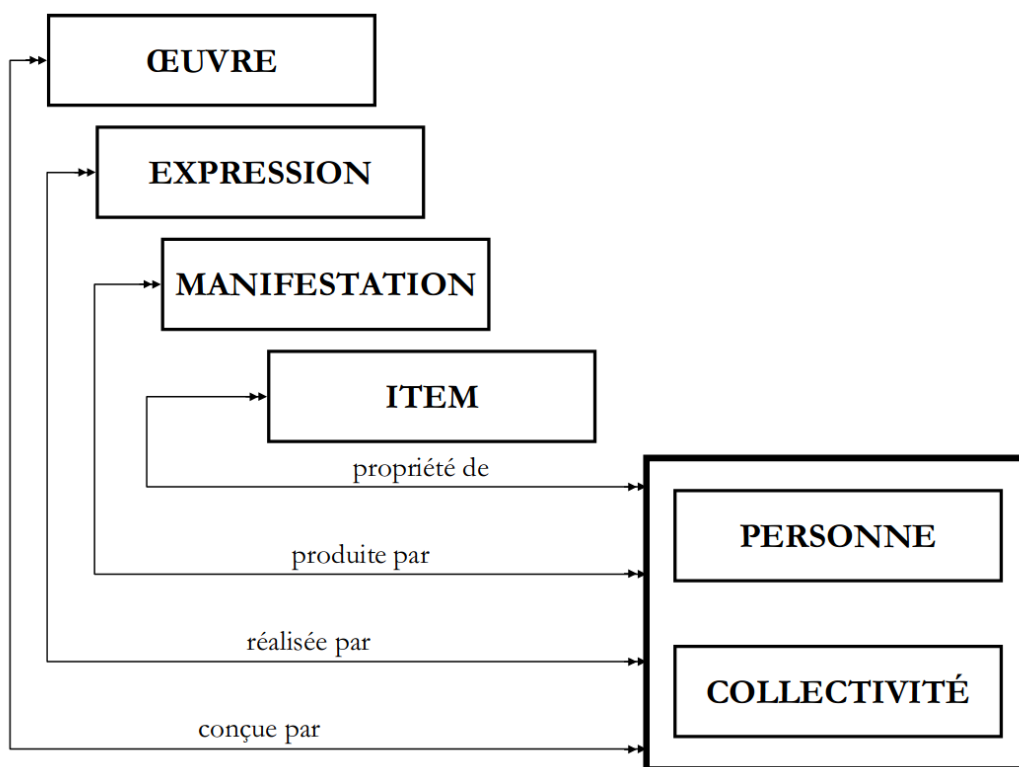 ŒUVRE
EXPRESSION
MANIFESTATION
ITEM
propriété de
PERSONNE
produite par
réalisée par
COLLECTIVITÉ
conçue par